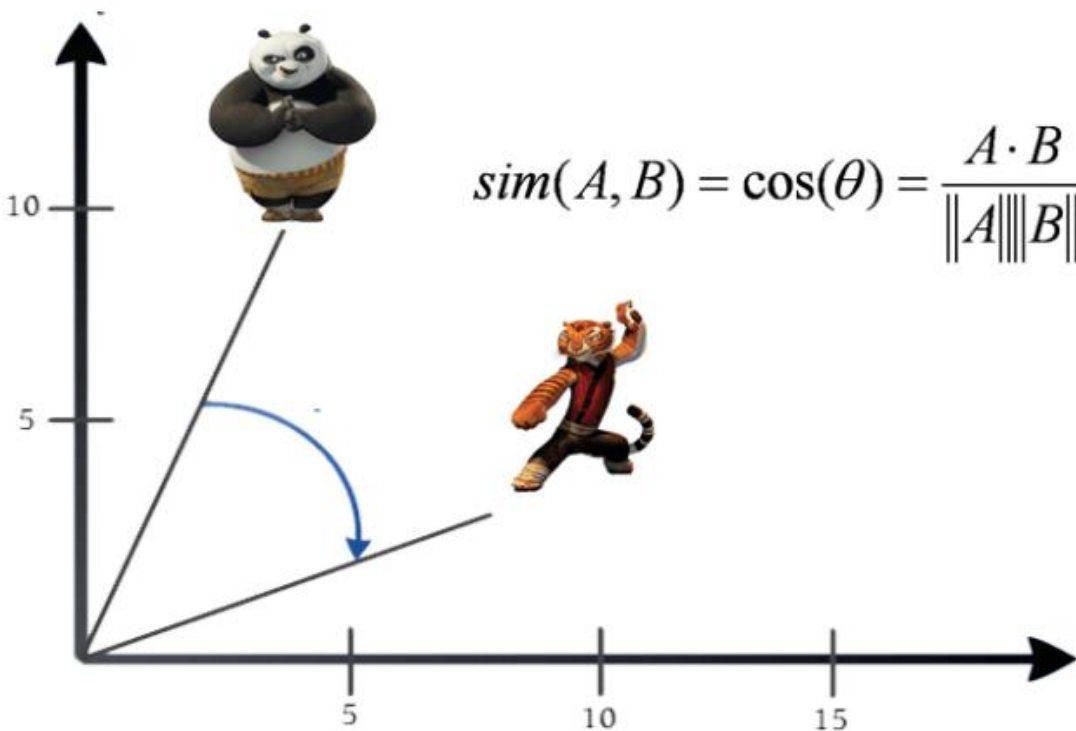 10
sim(A, B) = cos(θ) = A · B / ‖A‖‖B‖
5
5 10 15